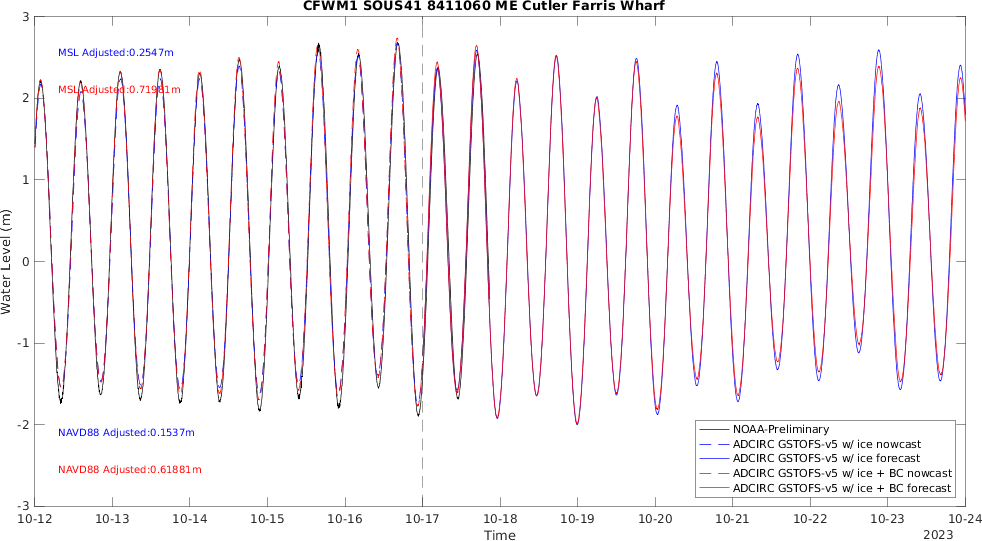 CFWM1 SOUS41 8411060 ME Cutler Farris Wharf
3
MSL Adjusted:0.2547m
MSL Adjusted:0.71981m
2
1
Water Level (m)
0
-1
-2
NAVD88 Adjusted:0.1537m
NAVD88 Adjusted:0.61881m
NOAA-Preliminary
ADCIRC GSTOFS-v5 w/ ice nowcast
ADCIRC GSTOFS-v5 w/ ice forecast
ADCIRC GSTOFS-v5 w/ ice + BC nowcast
ADCIRC GSTOFS-v5 w/ ice + BC forecast
-3
10-12 10-13 10-14 10-15 10-16 10-17 10-18 10-19 10-20 10-21 10-22 10-23 10-24
Time
2023